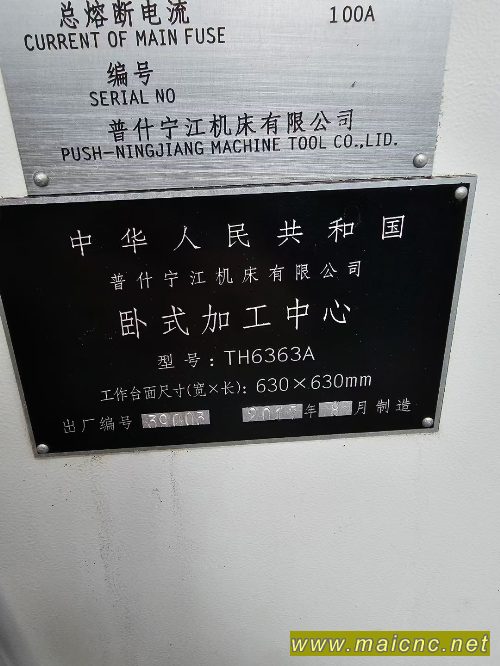 总熔断电流 100A
CURRENT OF MAIN FUSE
编号
SERIAL NO
普什宁江机床有限公司
PUSH-NINGJIANG MACHINE TOOL CO.,LID.
中华人民共和国
普什宁江机床有限公司
卧式加工中心
型号:TH6363A
工作台面尺寸(宽×长):630×630mm
出厂编号 年 月制造
www.maicnc.net